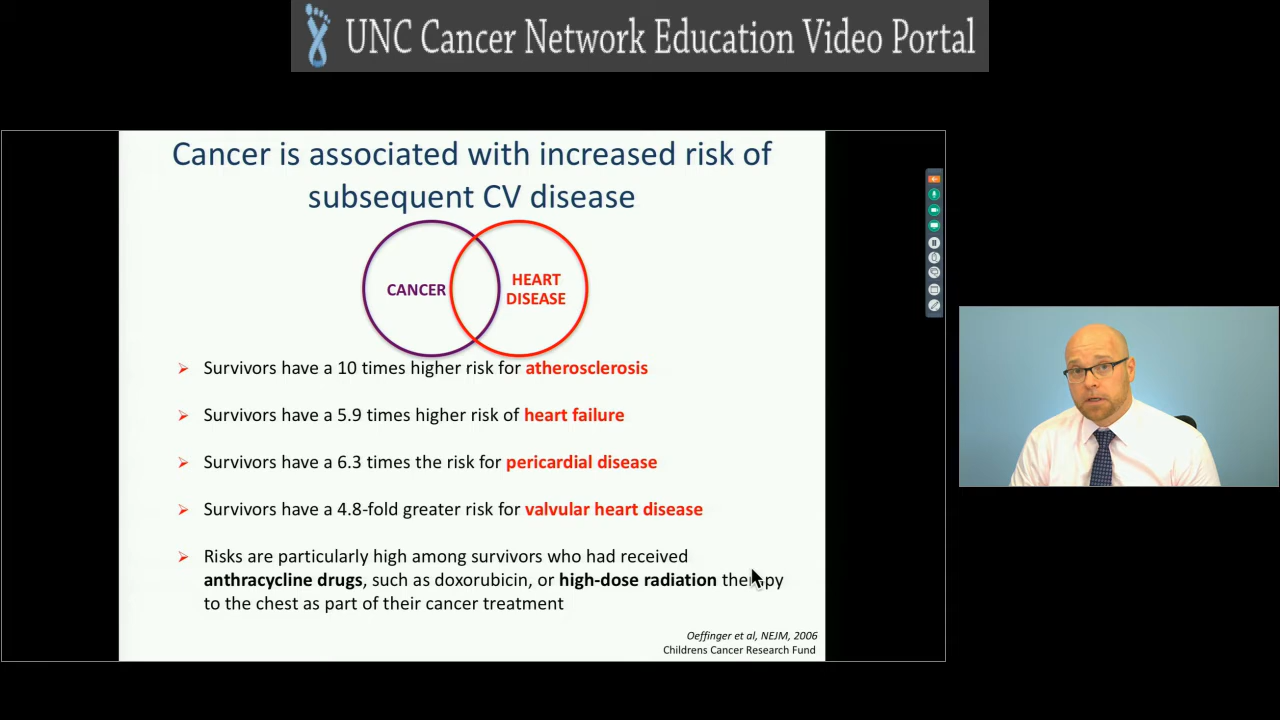 UNC Cancer Network Education Video Portal
Cancer is associated with increased risk of
subsequent CV disease
CANCER
HEART
DISEASE
Survivors have a 10 times higher risk for atherosclerosis
Survivors have a 5.9 times higher risk of heart failure
Survivors have a 6.3 times the risk for pericardial disease
Survivors have a 4.8-fold greater risk for valvular heart disease
Risks are particularly high among survivors who had received
anthracycline drugs, such as doxorubicin, or high-dose radiation therapy
to the chest as part of their cancer treatment
Oeffinger et al, NEJM, 2006
Childrens Cancer Research Fund